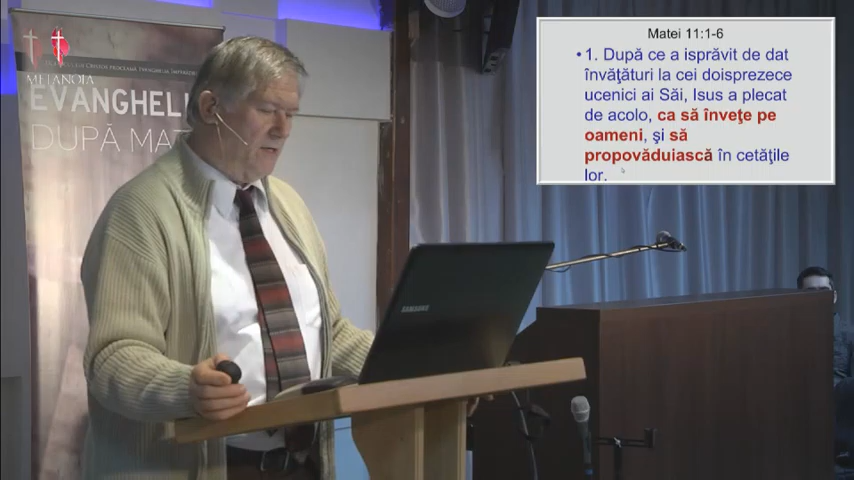 METANOIA
EVANGHELI
DUPĂ MAT
SAMSUNG
Matei 11:1-6
• 1. După ce a isprăvit de dat
învăţături la cei doisprezece
ucenici ai Săi, Isus a plecat
de acolo, ca să înveţe pe
oameni, şi să
propovăduiască în cetăţile
lor.